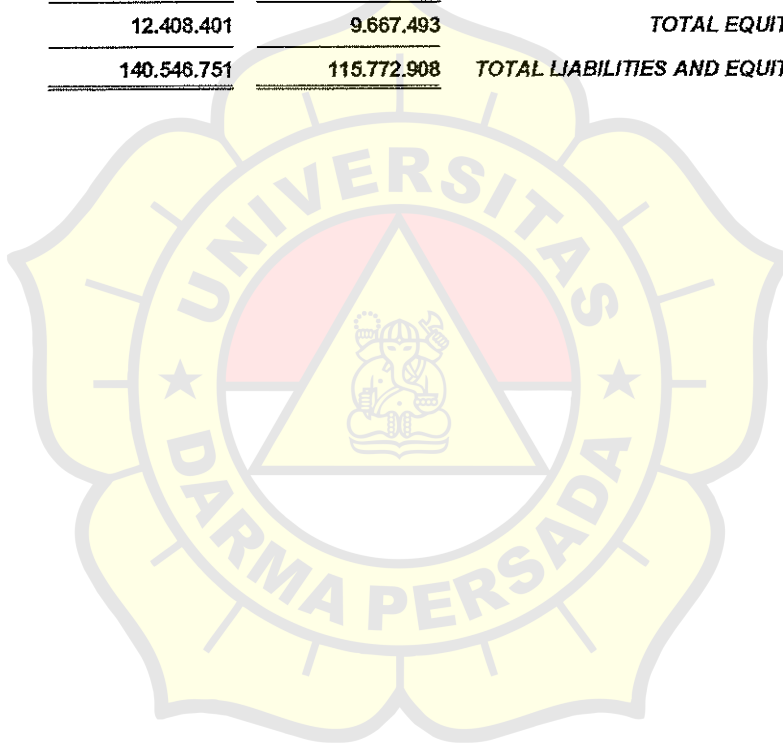 12.408.401 9.667.493 TOTAL EQUIT
140.546.751 115.772.908 TOTAL LIABILITIES AND EQUIT
UNIVERSITAS
DARMA PERSADA